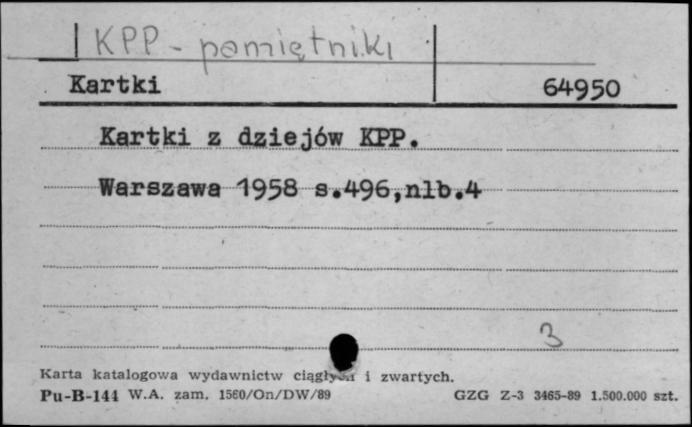 KPP - pamiętniki
Kartki 64950
Kartki z dziejów KPP.
Warszawa 1958 s.496,nlb.4
3
Karta katalogowa wydawnictw ciągłych i zwartych.
Pu-B-144 W.A. zam. 1560/On/DW/89 GZG Z-3 3465-89 1.500.000 szt.